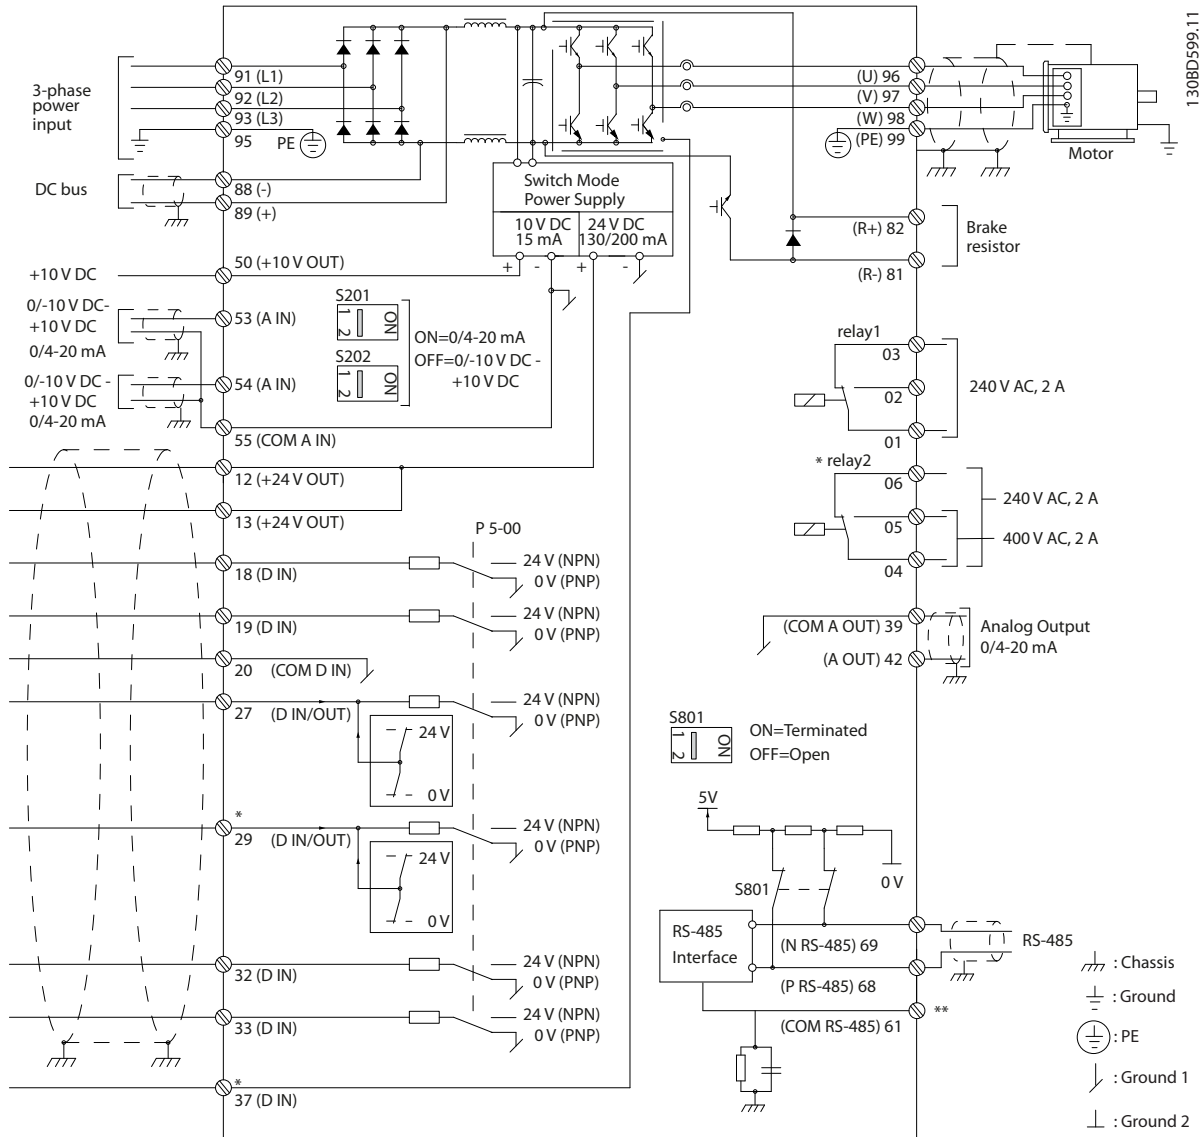 130BD599.11
3-phase
power
input
91 (L1)
92 (L2)
93 (L3)
95
PE
DC bus
88 (-)
89 (+)
Switch Mode
Power Supply
10 V DC
15 mA
24 V DC
130/200 mA
+
-
+
-
(U) 96
(V) 97
(W) 98
(PE) 99
Motor
(R+) 82
(R-) 81
Brake
resistor
+10 V DC
50 (+10 V OUT)
0/-10 V DC-
+10 V DC
0/4-20 mA
53 (A IN)
S201
1
2
ON
S202
1
2
ON
ON=0/4-20 mA
OFF=0/-10 V DC -
+10 V DC
0/-10 V DC -
+10 V DC
0/4-20 mA
54 (A IN)
55 (COM A IN)
relay1
03
02
01
240 V AC, 2 A
* relay2
06
05
04
240 V AC, 2 A
400 V AC, 2 A
12 (+24 V OUT)
13 (+24 V OUT)
P 5-00
18 (D IN)
24 V (NPN)
0 V (PNP)
19 (D IN)
24 V (NPN)
0 V (PNP)
20 (COM D IN)
27 (D IN/OUT)
24 V (NPN)
0 V (PNP)
24 V
0 V
*
29 (D IN/OUT)
24 V (NPN)
0 V (PNP)
24 V
0 V
32 (D IN)
24 V (NPN)
0 V (PNP)
33 (D IN)
24 V (NPN)
0 V (PNP)
*
37 (D IN)
(COM A OUT) 39
(A OUT) 42
Analog Output
0/4-20 mA
S801
1
2
ON
ON=Terminated
OFF=Open
5V
S801
0 V
RS-485
Interface
(N RS-485) 69
(P RS-485) 68
(COM RS-485) 61
RS-485
**
: Chassis
: Ground
: PE
: Ground 1
: Ground 2